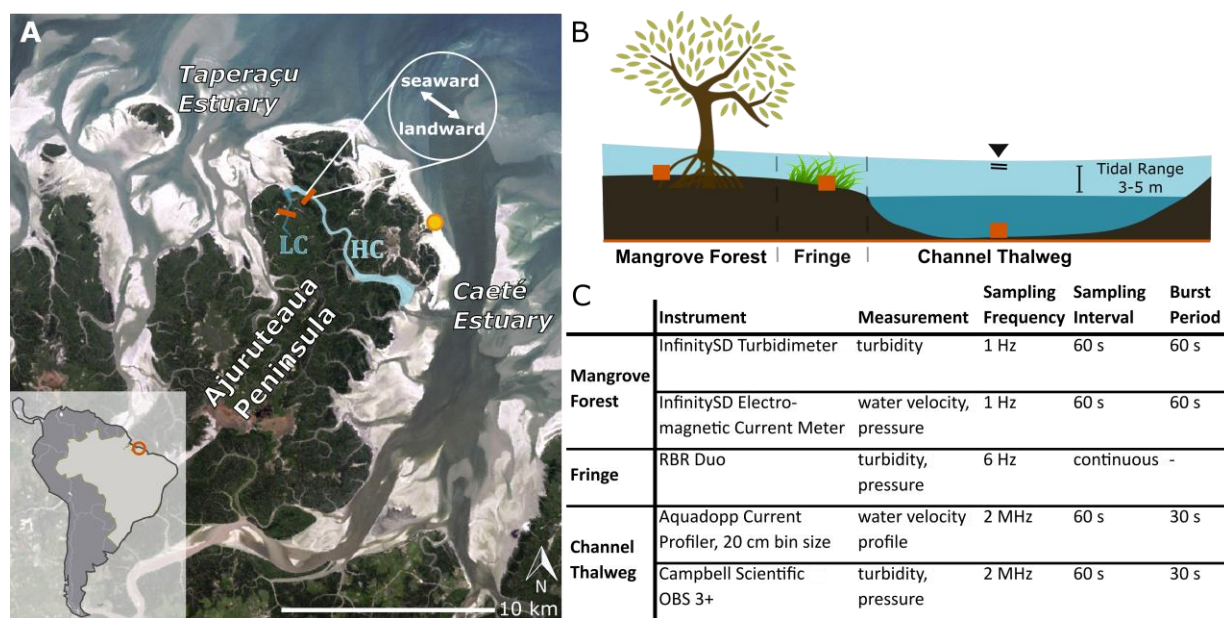 A
Taperaçu
Estuary
seaward
landward
LC
HC
Caeté
Estuary
Ajuruteaua
Peninsula
N
10 km
B
Tidal Range
3-5 m
Mangrove Forest
Fringe
Channel Thalweg
C
Instrument Measurement Sampling Frequency Sampling Interval Burst Period
Mangrove Forest
InfinitySD Turbidimeter turbidity 1 Hz 60 s 60 s
InfinitySD Electro-
magnetic Current Meter water velocity, pressure 1 Hz 60 s 60 s
Fringe RBR Duo turbidity, pressure 6 Hz continuous -
Channel Thalweg
Aquadopp Current
Profiler, 20 cm bin size water velocity profile 2 MHz 60 s 30 s
Campbell Scientific
OBS 3+ turbidity, pressure 2 MHz 60 s 30 s